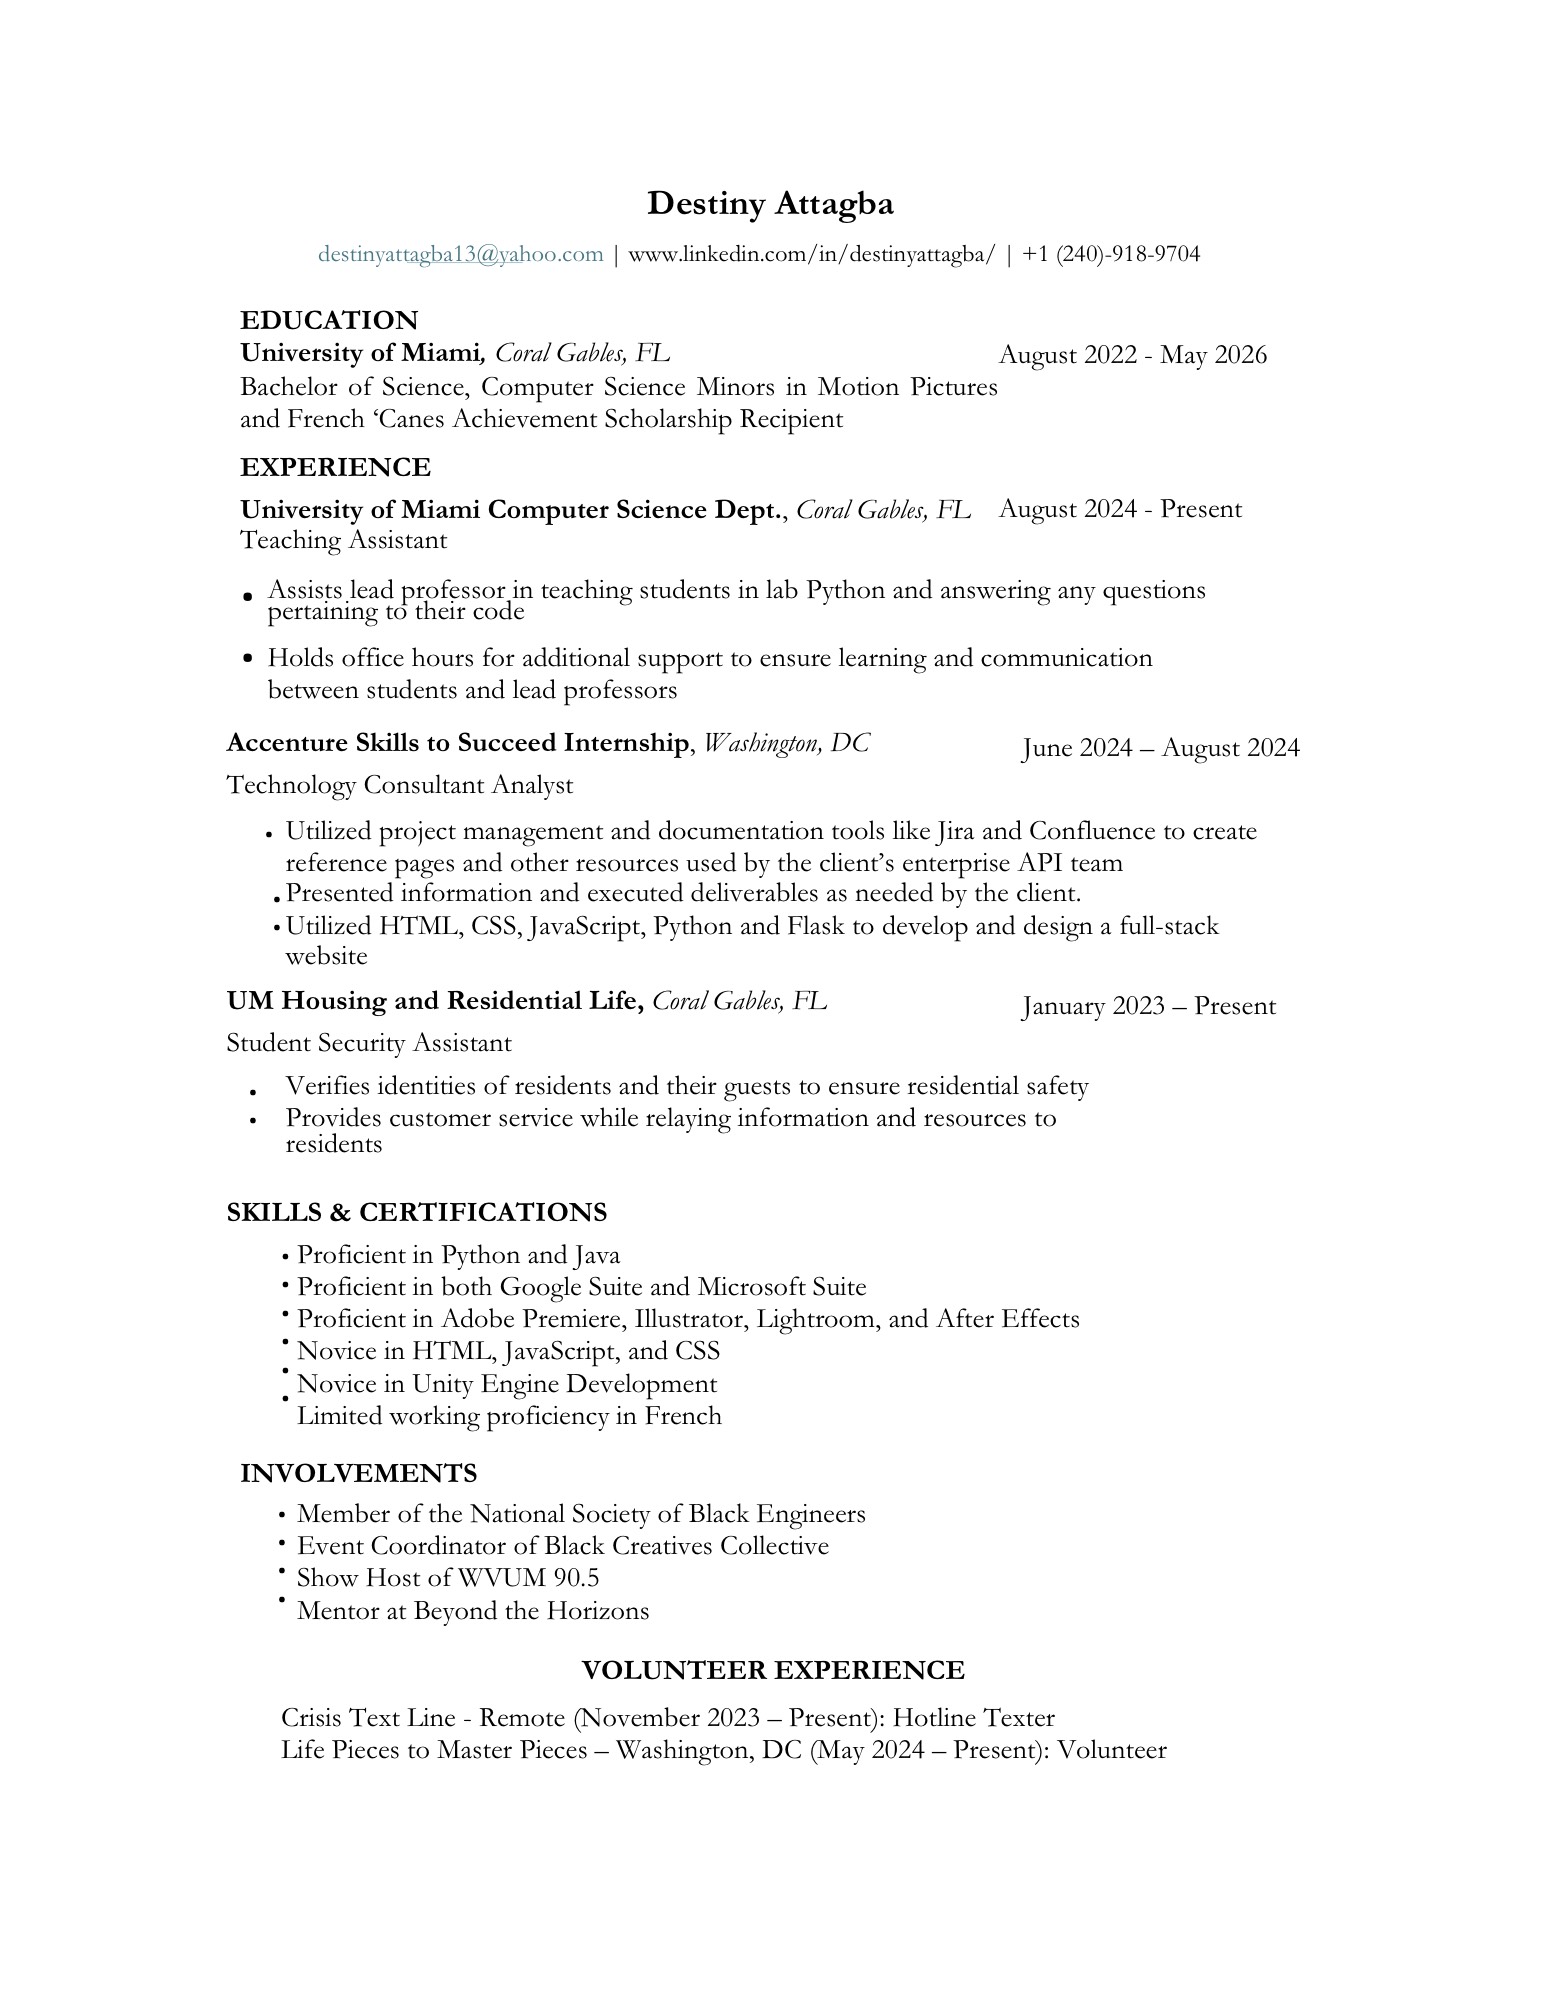 Destiny Attagba
destinyattagba13@yahoo.com | www.linkedin.com/in/destinyattagba/ | +1 (240)-918-9704
EDUCATION
University of Miami, Coral Gables, FL August 2022 - May 2026
Bachelor of Science, Computer Science Minors in Motion Pictures
and French ‘Canes Achievement Scholarship Recipient
EXPERIENCE
University of Miami Computer Science Dept., Coral Gables, FL August 2024 - Present
Teaching Assistant
• Assists lead professor in teaching students in lab Python and answering any questions
pertaining to their code
• Holds office hours for additional support to ensure learning and communication
between students and lead professors
Accenture Skills to Succeed Internship, Washington, DC June 2024 – August 2024
Technology Consultant Analyst
• Utilized project management and documentation tools like Jira and Confluence to create
reference pages and other resources used by the client’s enterprise API team
• Presented information and executed deliverables as needed by the client.
• Utilized HTML, CSS, JavaScript, Python and Flask to develop and design a full-stack
website
UM Housing and Residential Life, Coral Gables, FL January 2023 – Present
Student Security Assistant
• Verifies identities of residents and their guests to ensure residential safety
• Provides customer service while relaying information and resources to
residents
SKILLS & CERTIFICATIONS
• Proficient in Python and Java
• Proficient in both Google Suite and Microsoft Suite
• Proficient in Adobe Premiere, Illustrator, Lightroom, and After Effects
• Novice in HTML, JavaScript, and CSS
• Novice in Unity Engine Development
• Limited working proficiency in French
INVOLVEMENTS
• Member of the National Society of Black Engineers
• Event Coordinator of Black Creatives Collective
• Show Host of WVUM 90.5
• Mentor at Beyond the Horizons
VOLUNTEER EXPERIENCE
Crisis Text Line - Remote (November 2023 – Present): Hotline Texter
Life Pieces to Master Pieces – Washington, DC (May 2024 – Present): Volunteer